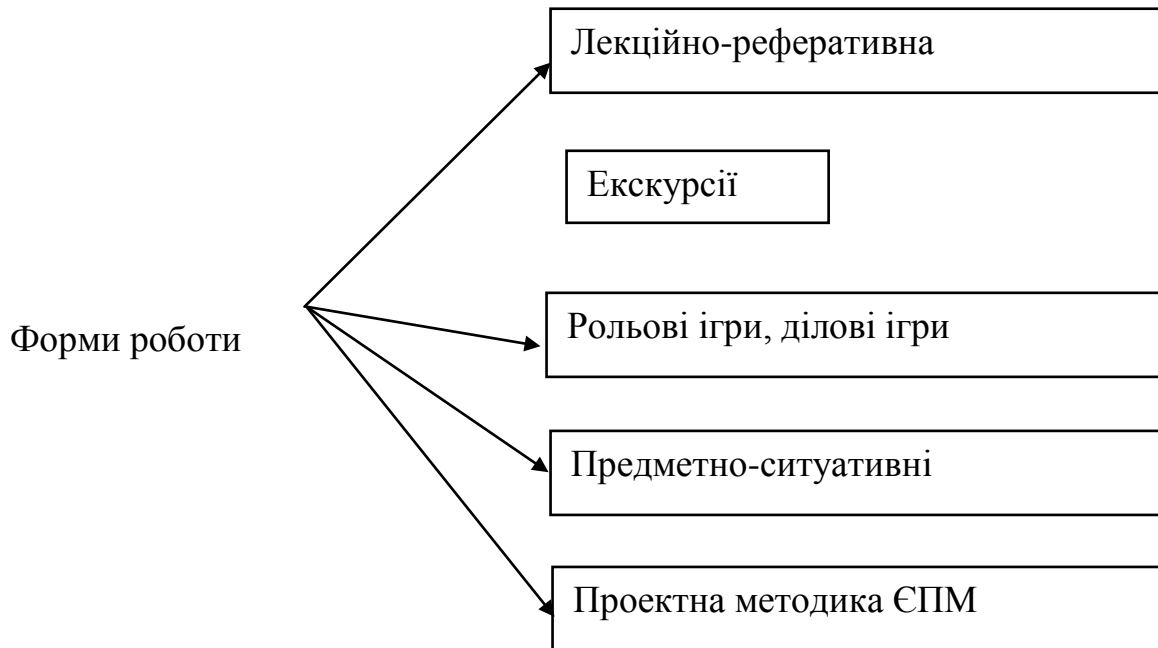 Лекційно-реферативна
Екскурсії
Рольові ігри, ділові ігри
Форми роботи
Предметно-ситуативні
Проектна методика ЄПМ